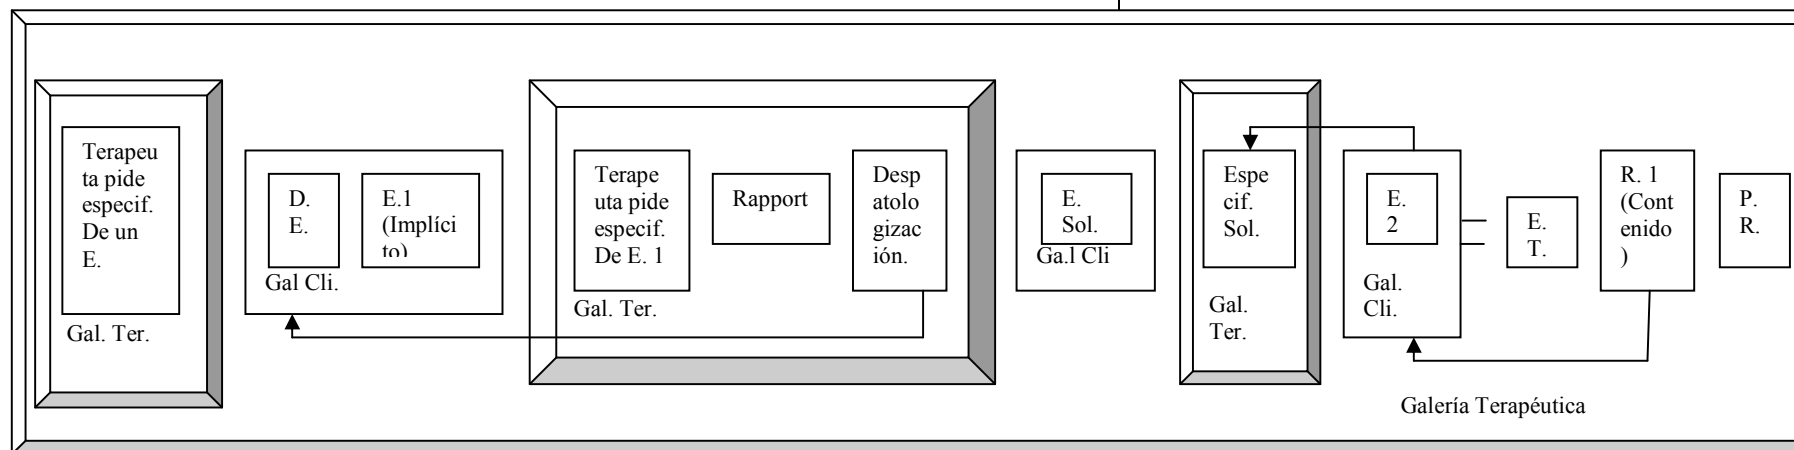 Terapeu
ta pide
especif.
De un
E.
Gal. Ter.
D.
E.
E.1
(Implíci
to)
Gal Cli.
Terape
uta pide
especif.
De E. 1
Rapport
Desp
atolo
gizac
ión.
Gal. Ter.
E.
Sol.
Ga.l Cli
Espe
cif.
Sol.
Gal.
Ter.
E.
2
Gal.
Cli.
E.
T.
R. 1
(Cont
enido
)
P.
R.
Galería Terapéutica